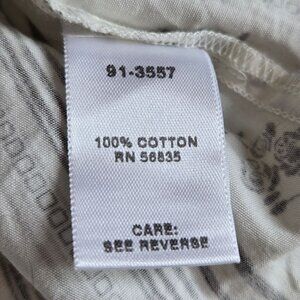 91-3557
100% COTTON
RN 56835
CARE:
SEE REVERSE